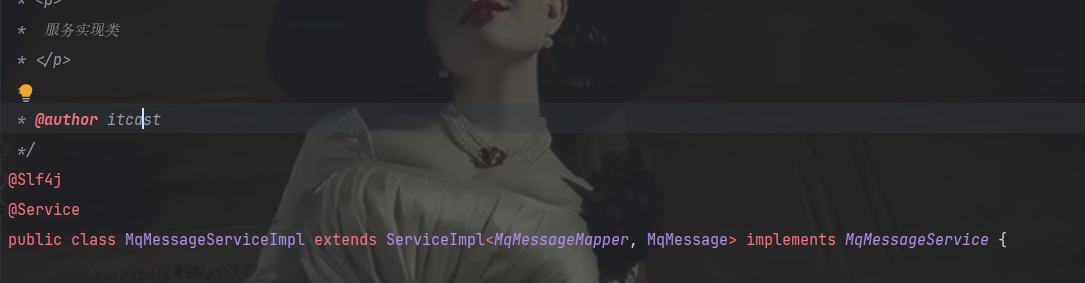 * <p>
*  服务实现类
* </p>
*
* @author itcast
*/
@Slf4j
@Service
public class MqMessageServiceImpl extends ServiceImpl<MqMessageMapper, MqMessage> implements MqMessageService {